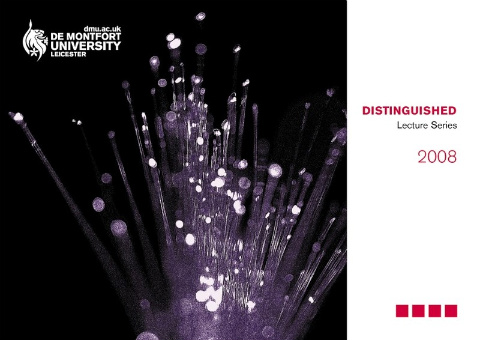 dmu.ac.uk
DE MONTFORT
UNIVERSITY
LEICESTER
DISTINGUISHED
Lecture Series
2008